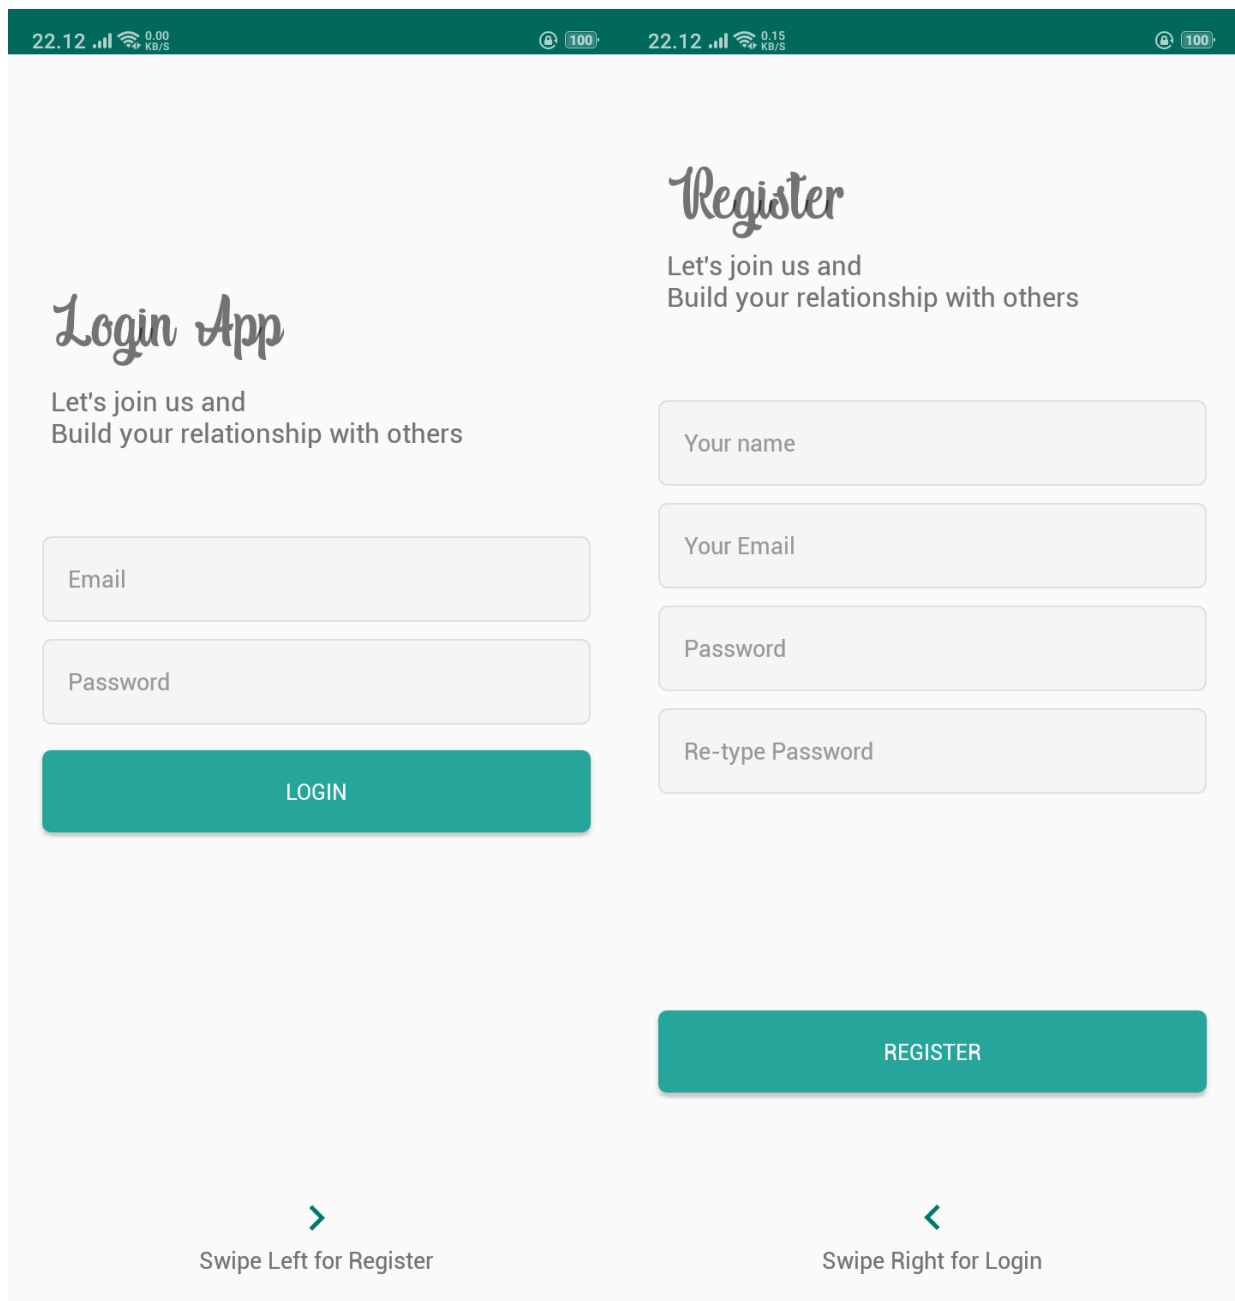 22.12 0.00 KB/S 100
Login App
Let's join us and
Build your relationship with others
Email
Password
LOGIN
Swipe Left for Register
22.12 0.15 KB/S 100
Register
Let's join us and
Build your relationship with others
Your name
Your Email
Password
Re-type Password
REGISTER
Swipe Right for Login